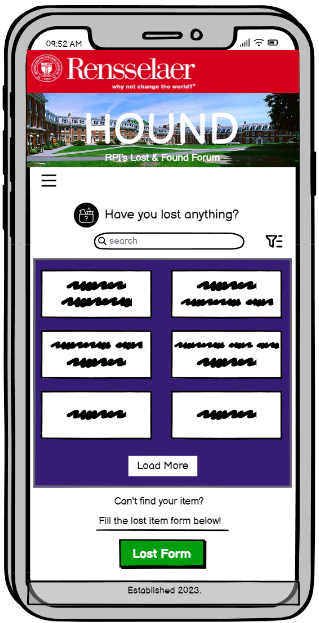 09:52 AM
Rensselaer
why not change the world?®
HOUND
RPI's Lost & Found Forum
?
Have you lost anything?
search
Load More
Can't find your item?
Fill the lost item form below!
Lost Form
Established 2023.